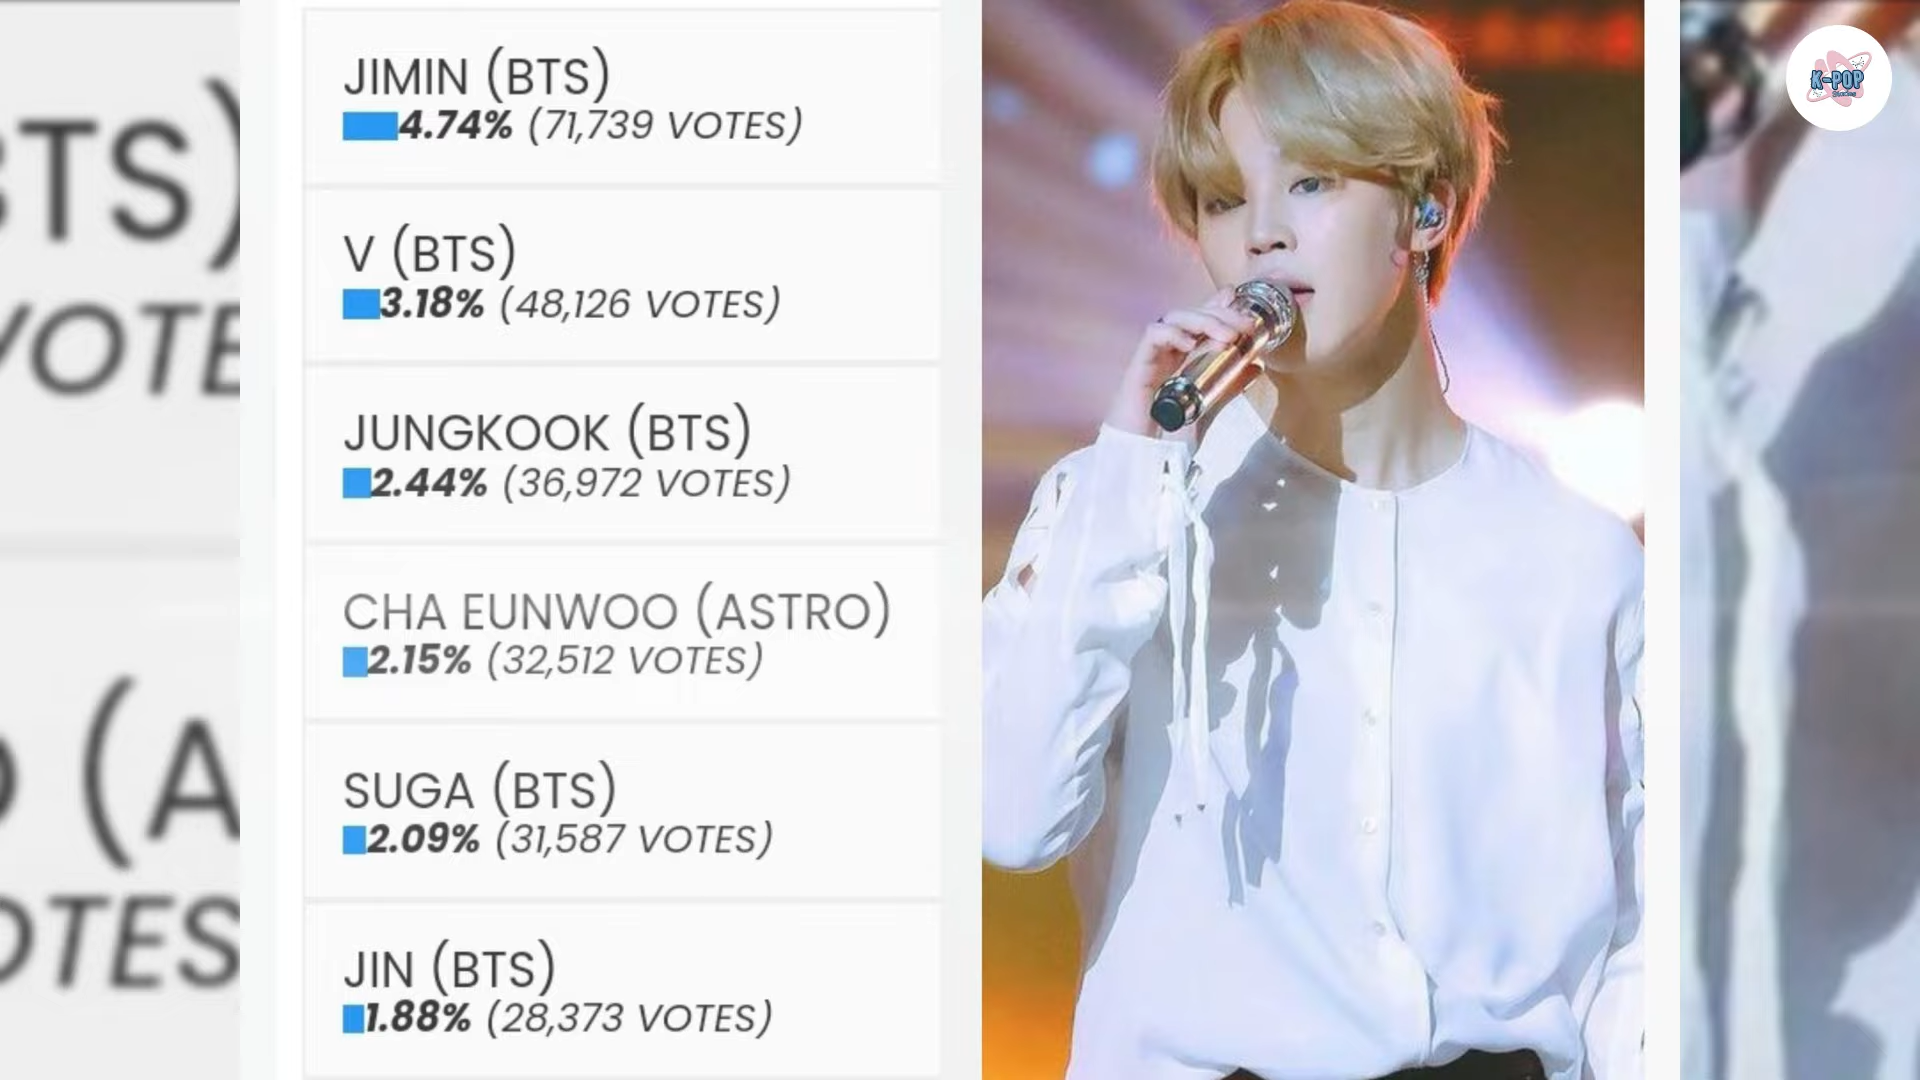 JIMIN (BTS)
4.74% (71,739 VOTES)
V (BTS)
3.18% (48,126 VOTES)
JUNGKOOK (BTS)
2.44% (36,972 VOTES)
CHA EUNWOO (ASTRO)
2.15% (32,512 VOTES)
SUGA (BTS)
2.09% (31,587 VOTES)
JIN (BTS)
1.88% (28,373 VOTES)
K-POP